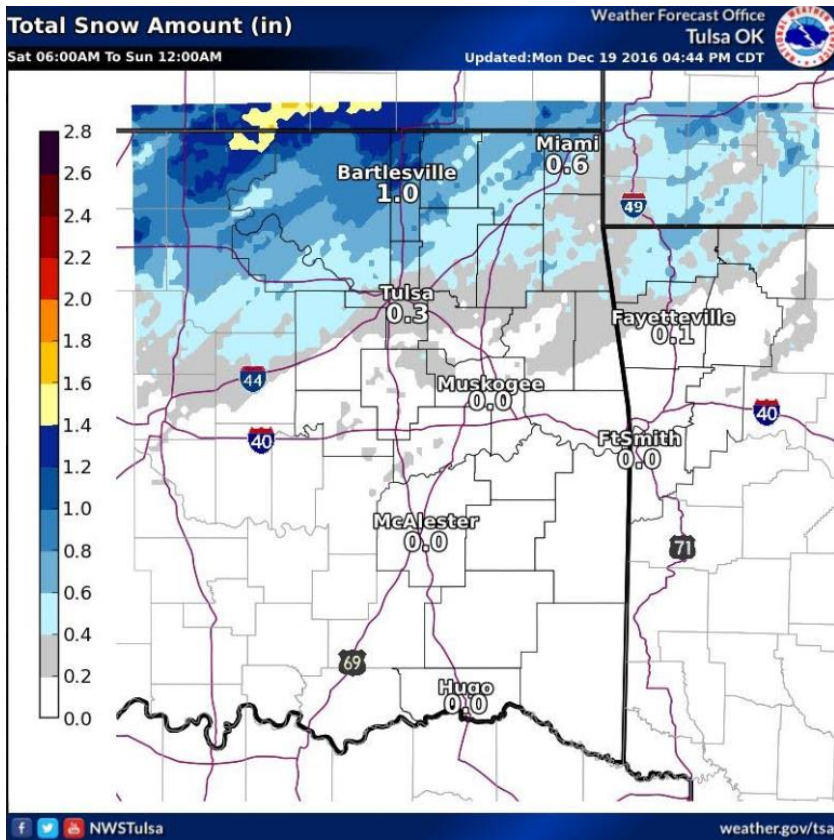 Total Snow Amount (in)
Weather Forecast Office
Tulsa OK
Sat 06:00AM To Sun 12:00AM
Updated:Mon Dec 19 2016 04:44 PM CDT
2.8
2.6
2.4
2.2
2.0
1.8
1.6
1.4
1.2
1.0
0.8
0.6
0.4
0.2
0.0
Bartlesville
1.0
Miami
0.6
49
Tulsa
0.3
Fayetteville
0.1
44
Muskogee
0.0
40
40
FtSmith
0.0
McAlester
0.0
71
69
Hugo
0.0
NWSTulsa
weather.gov/tsa